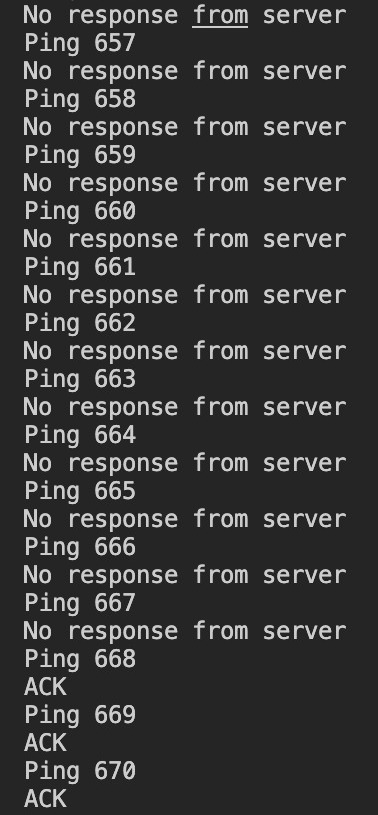 No response from server
Ping 657
No response from server
Ping 658
No response from server
Ping 659
No response from server
Ping 660
No response from server
Ping 661
No response from server
Ping 662
No response from server
Ping 663
No response from server
Ping 664
No response from server
Ping 665
No response from server
Ping 666
No response from server
Ping 667
No response from server
Ping 668
ACK
Ping 669
ACK
Ping 670
ACK